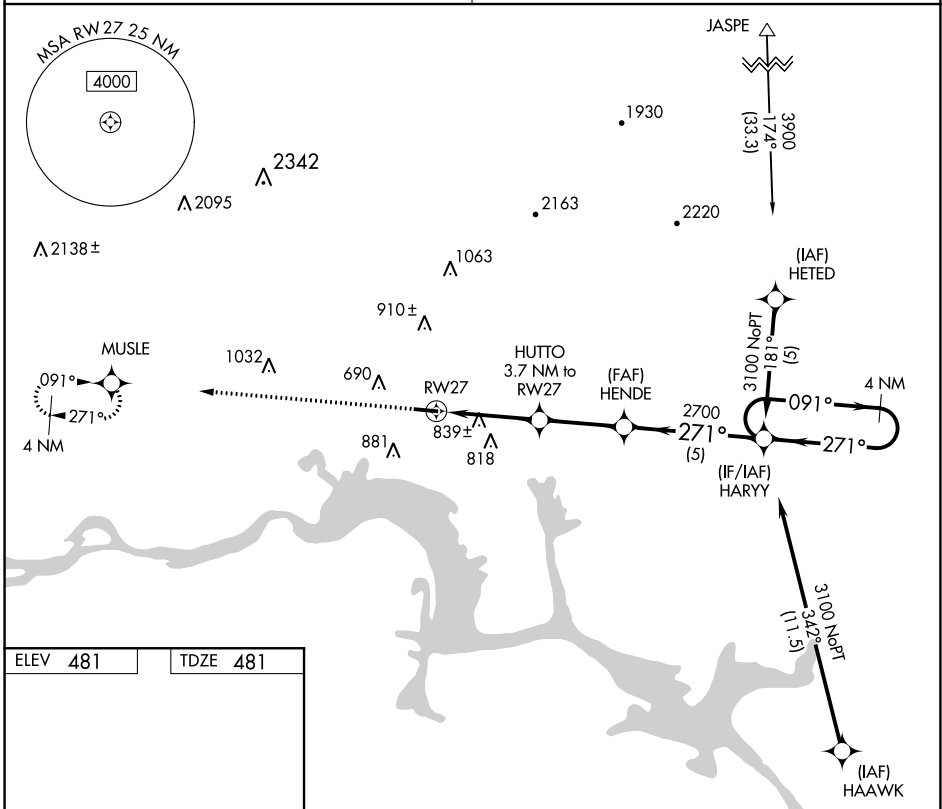 MSA RW27 25 NM
4000
JASPE
3900
174°
(33.3)
1930
2342
2095
2163
2220
2138±
1063
(IAF)
HETED
910±
3100 NoPT
181°
(5)
MUSLE
1032
HUTTO
3.7 NM to
RW27
(FAF)
HENDE
091°
271°
4 NM
690
RW27
2700
271°
(5)
091°
4 NM
271°
839±
818
881
(IF/IAF)
HARYY
3100 NoPT
342°
(11.5)
ELEV 481
TDZE 481
(IAF)
HAAWK